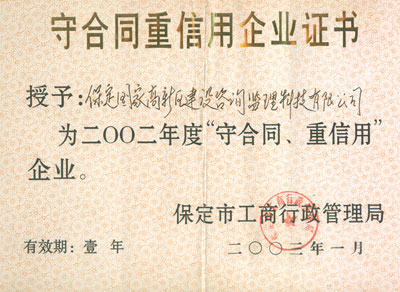 守合同重信用企业证书
授予:保定国家高新区建设咨询监理科技有限公司
为二OO二年度“守合同、重信用”
企业。
保定市工商行政管理局
有效期:壹年
二〇〇三年一月